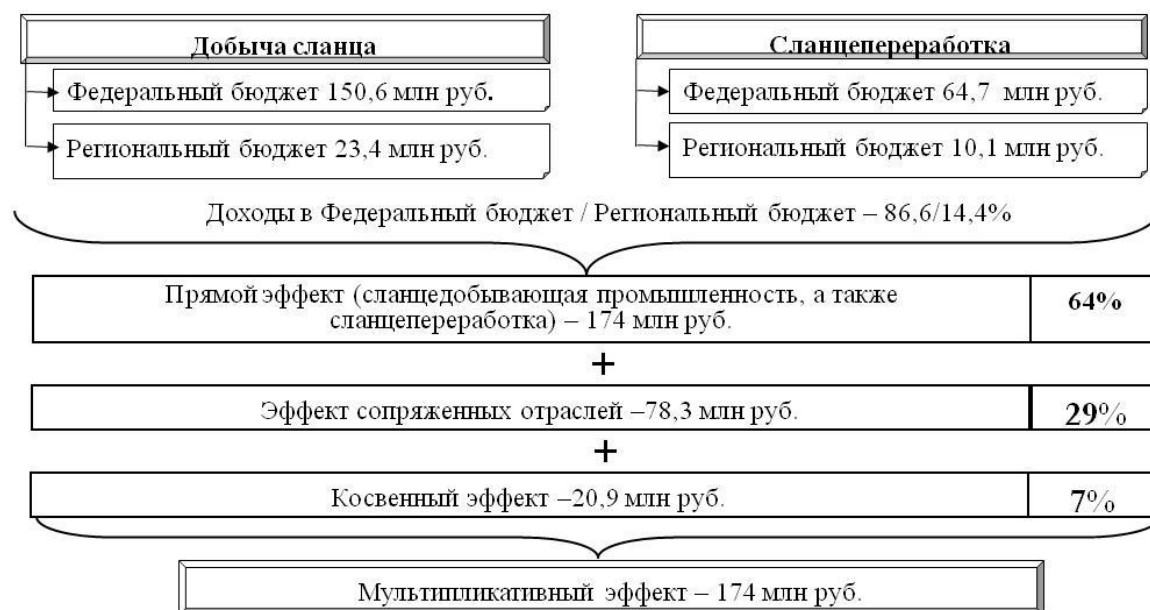 Добыча сланца
Федеральный бюджет 150,6 млн руб.
Региональный бюджет 23,4 млн руб.
Сланцепереработка
Федеральный бюджет 64,7 млн руб.
Региональный бюджет 10,1 млн руб.
Доходы в Федеральный бюджет / Региональный бюджет – 86,6/14,4%
Прямой эффект (сланцедобывающая промышленность, а также
сланцепереработка) – 174 млн руб.
64%
+
Эффект сопряженных отраслей –78,3 млн руб.
29%
+
Косвенный эффект –20,9 млн руб.
7%
Мультипликативный эффект – 174 млн руб.